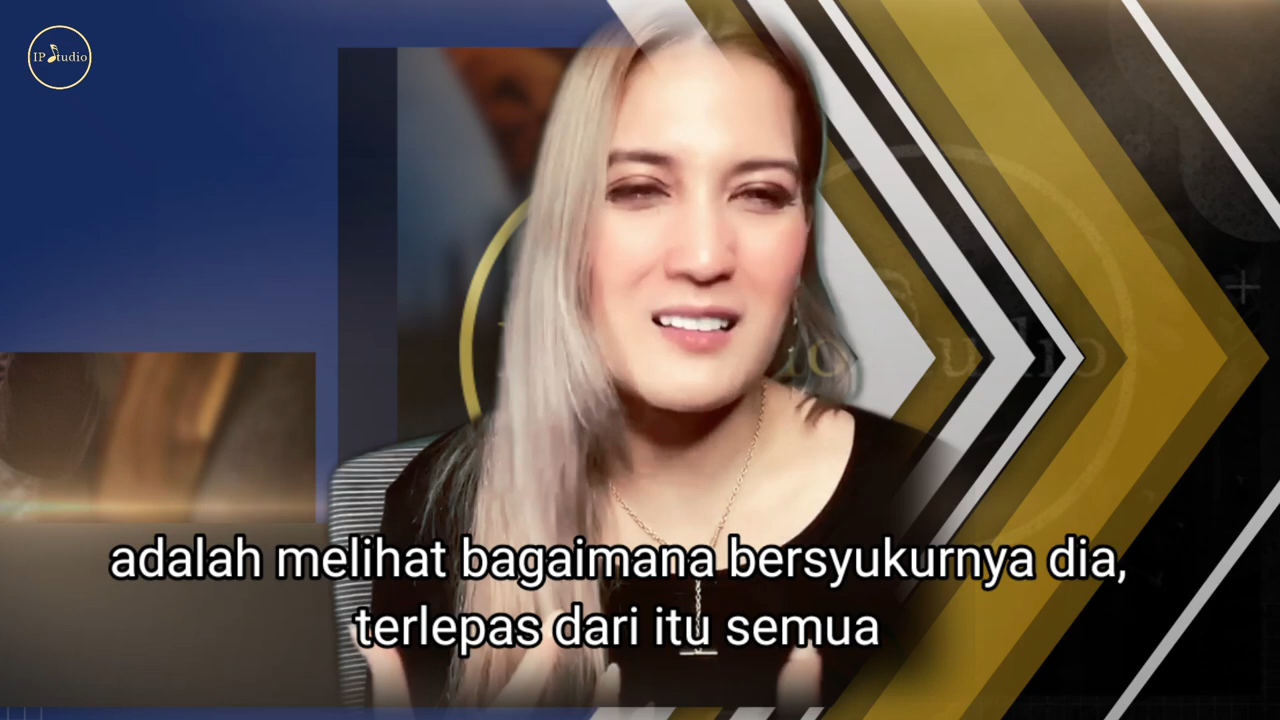 IP Studio
adalah melihat bagaimana bersyukurnya dia,
terlepas dari itu semua